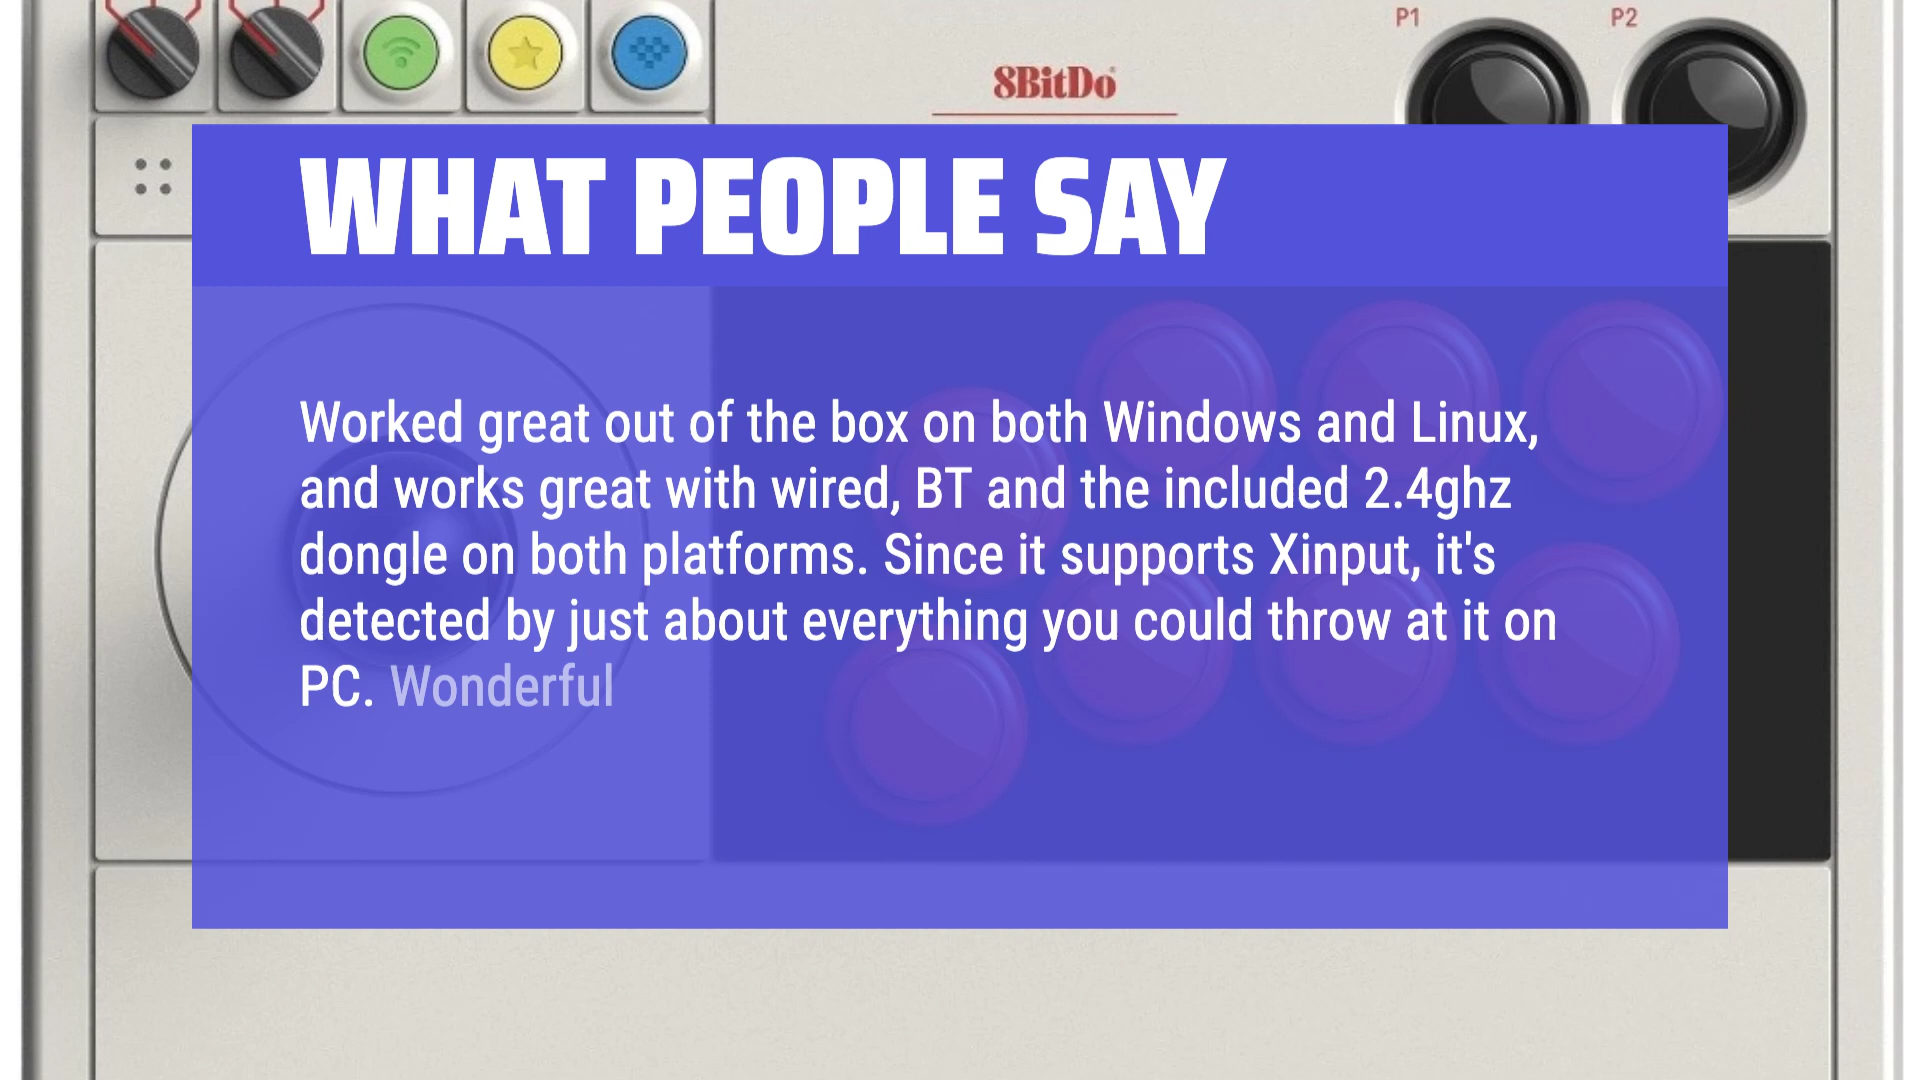 P1
P2
8BitDo
WHAT PEOPLE SAY
Worked great out of the box on both Windows and Linux,
and works great with wired, BT and the included 2.4ghz
dongle on both platforms. Since it supports Xinput, it's
detected by just about everything you could throw at it on
PC. Wonderful